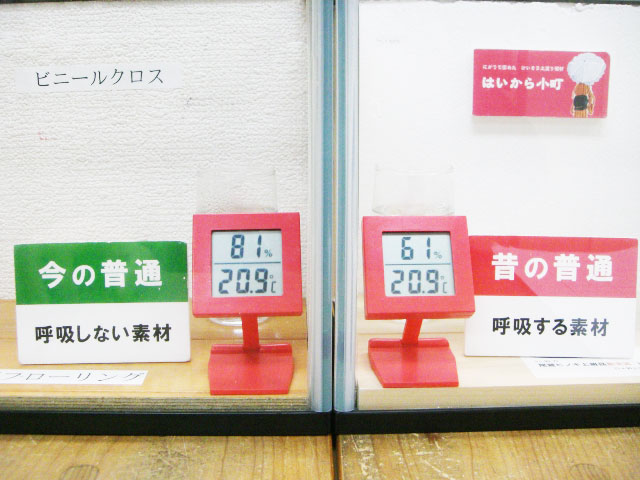 ビニールクロス
はいから小町
今の普通
呼吸しない素材
81%
20.9℃
61%
20.9℃
昔の普通
呼吸する素材
フローリング